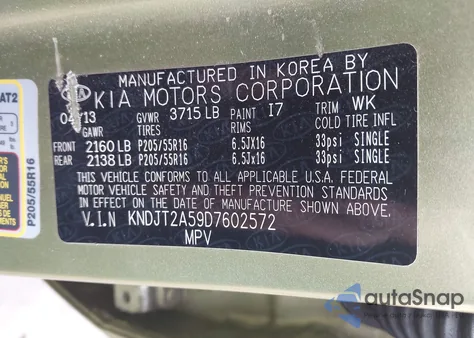 MANUFACTURED IN KOREA BY
KIA MOTORS CORPORATION
04/13 GVWR 3715 LB PAINT I7 TRIM WK
GAWR TIRES RIMS COLD TIRE INFL
FRONT 2160 LB P205/55R16 6.5JX16 33psi SINGLE
REAR 2138 LB P205/55R16 6.5Jx16 33psi SINGLE
THIS VEHICLE CONFORMS TO ALL APPLICABLE U.S.A. FEDERAL
MOTOR VEHICLE SAFETY AND THEFT PREVENTION STANDARDS
IN EFFECT ON THE DATE OF MANUFACTURE SHOWN ABOVE.
V.I.N KNDJT2A59D7602572
MPV
AT2
P205/55R16
autoSnap